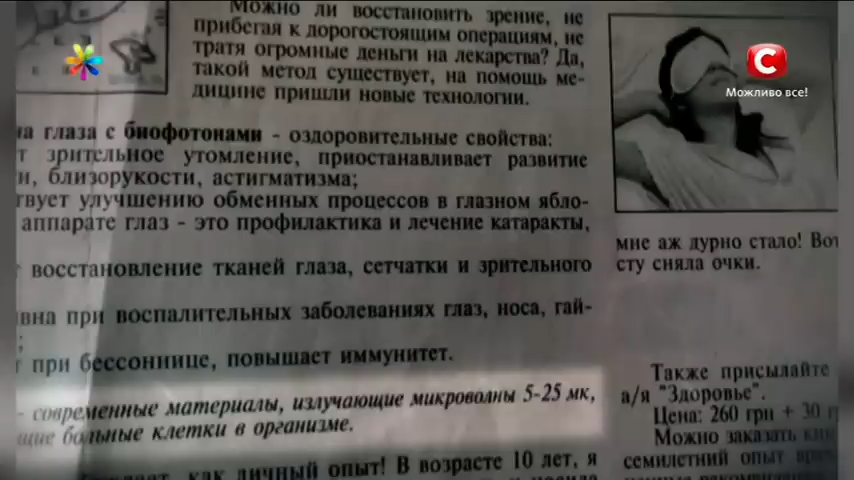 Можно ли восстановить зрение, не
прибегая к дорогостоящим операциям, не
тратя огромные деньги на лекарства? Да,
такой метод существует, на помощь ме-
дицине пришли новые технологии.
на глаза с биофотонами - оздоровительные свойства:
т зрительное утомление, приостанавливает развитие
и, близорукости, астигматизма;
твует улучшению обменных процессов в глазном ябло-
аппарате глаз - это профилактика и лечение катаракты,
т восстановление тканей глаза, сетчатки и зрительного
вна при воспалительных заболеваниях глаз, носа, гай-
;
т при бессоннице, повышает иммунитет.
- современные материалы, излучающие микроволны 5-25 мк,
щие больные клетки в организме.
как личный опыт! В возрасте 10 лет, я
С
Можливо все!
мне аж дурно стало! Вот
сту сняла очки.
Также присылайте
а/я "Здоровье".
Цена: 260 грн + 30 г
Можно заказать
семилетний опыт